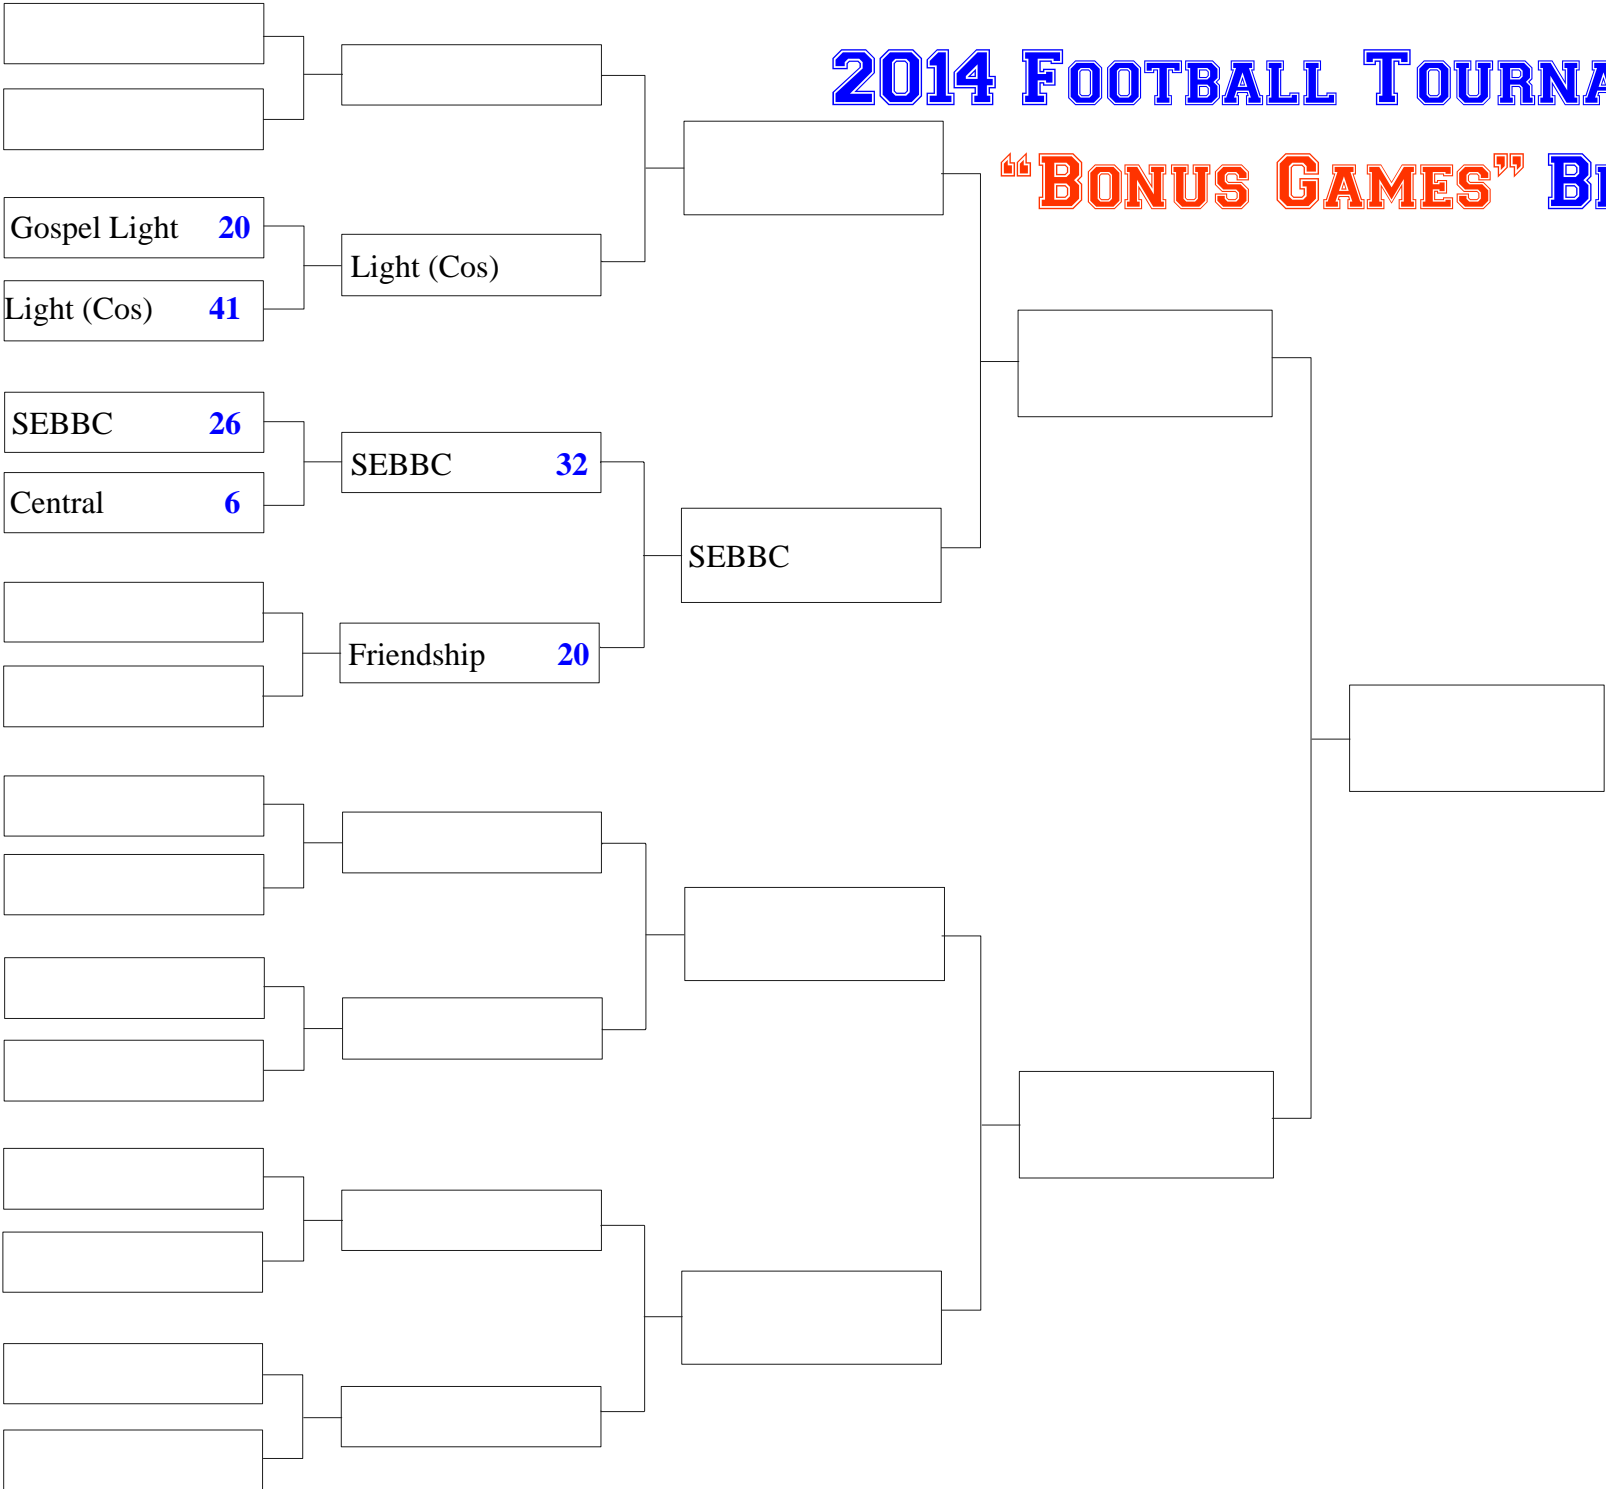 2014 FOOTBALL TOURNA
“BONUS GAMES”
Gospel Light 20
Light (Cos) 41
Light (Cos)
SEBBC 26
Central 6
SEBBC 32
Friendship 20
SEBBC